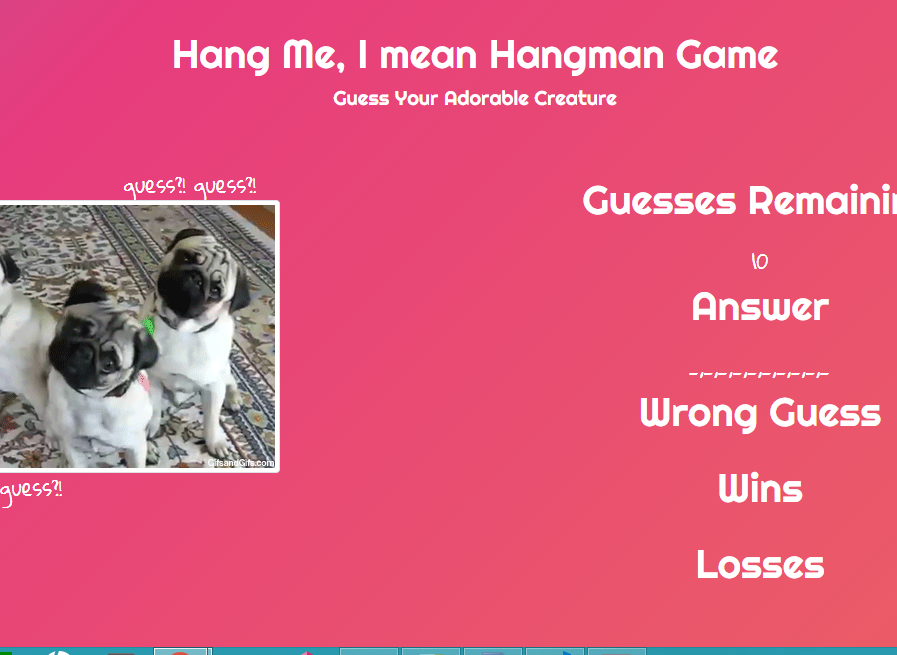 Hang Me, I mean Hangman Game
Guess Your Adorable Creature
guess?! guess?!
GifsandGifs.com
guess?!
Guesses Remainin
10
Answer
Wrong Guess
Wins
Losses